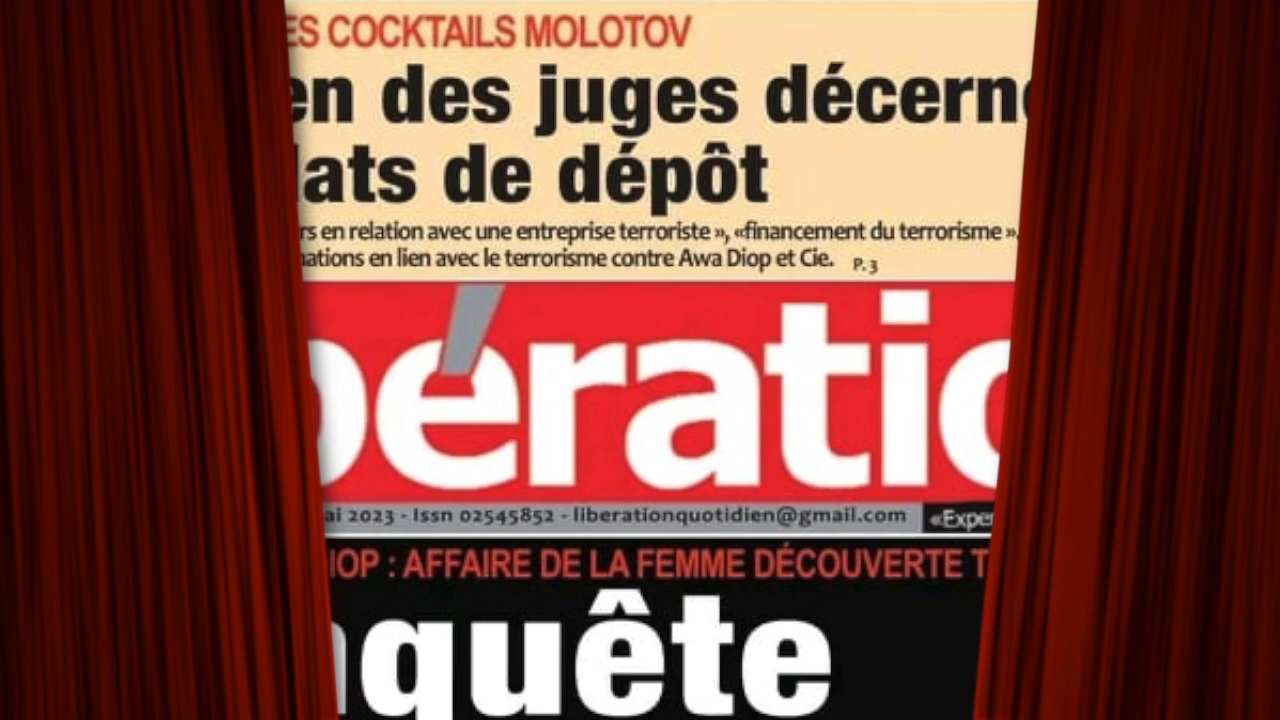 ES COCKTAILS MOLOTOV
en des juges décerne
ats de dépôt
rs en relation avec une entreprise terroriste », «financement du terrorisme ».
ations en lien avec le terrorisme contre Awa Diop et Cie. P. 3
bératio
ai 2023 - Issn 02545852 - liberationquotidien@gmail.com «Exper
IOP : AFFAIRE DE LA FEMME DÉCOUVERTE T
quête